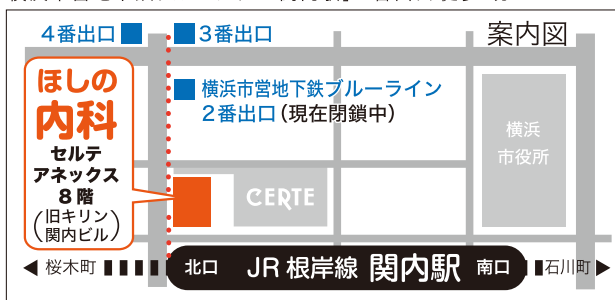 案内図
4番出口
3番出口
横浜市営地下鉄ブルーライン
2番出口(現在閉鎖中)
ほしの
内科
セルテ
アネックス
8階
(旧キリン
関内ビル)
横浜
市役所
CERTE
桜木町
北口
JR根岸線 関内駅
南口
石川町